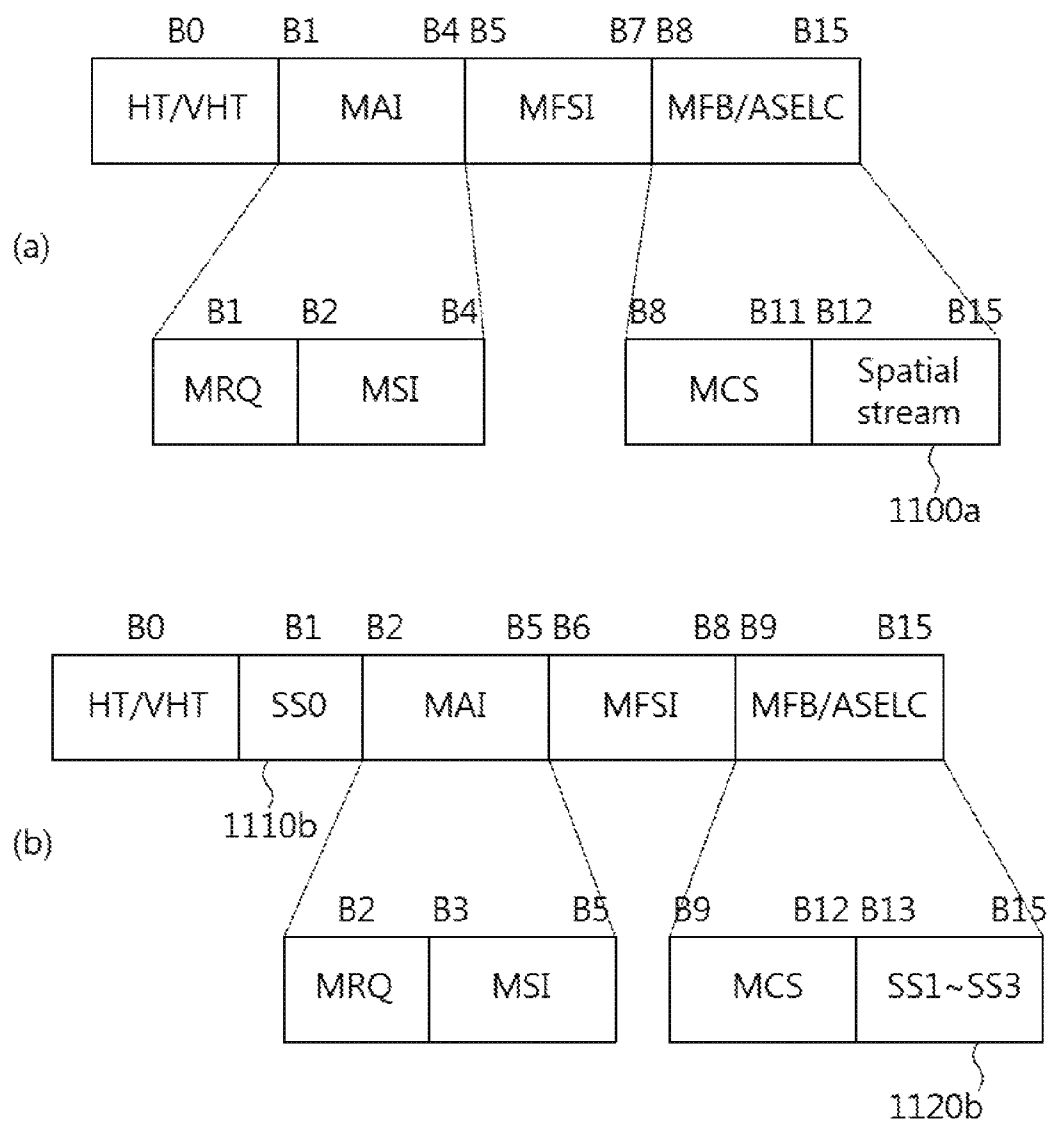 B0 B1 B4 B5 B7 B8 B15
HT/VHT MAI MFSI MFB/ASELC
(a)
B1 B2 B4 B8 B11 B12 B15
MRQ MSI MCS Spatial
stream
1100a
B0 B1 B2 B5 B6 B8 B9 B15
HT/VHT SS0 MAI MFSI MFB/ASELC
1110b
(b)
B2 B3 B5 B9 B12 B13 B15
MRQ MSI MCS SS1~SS3
1120b